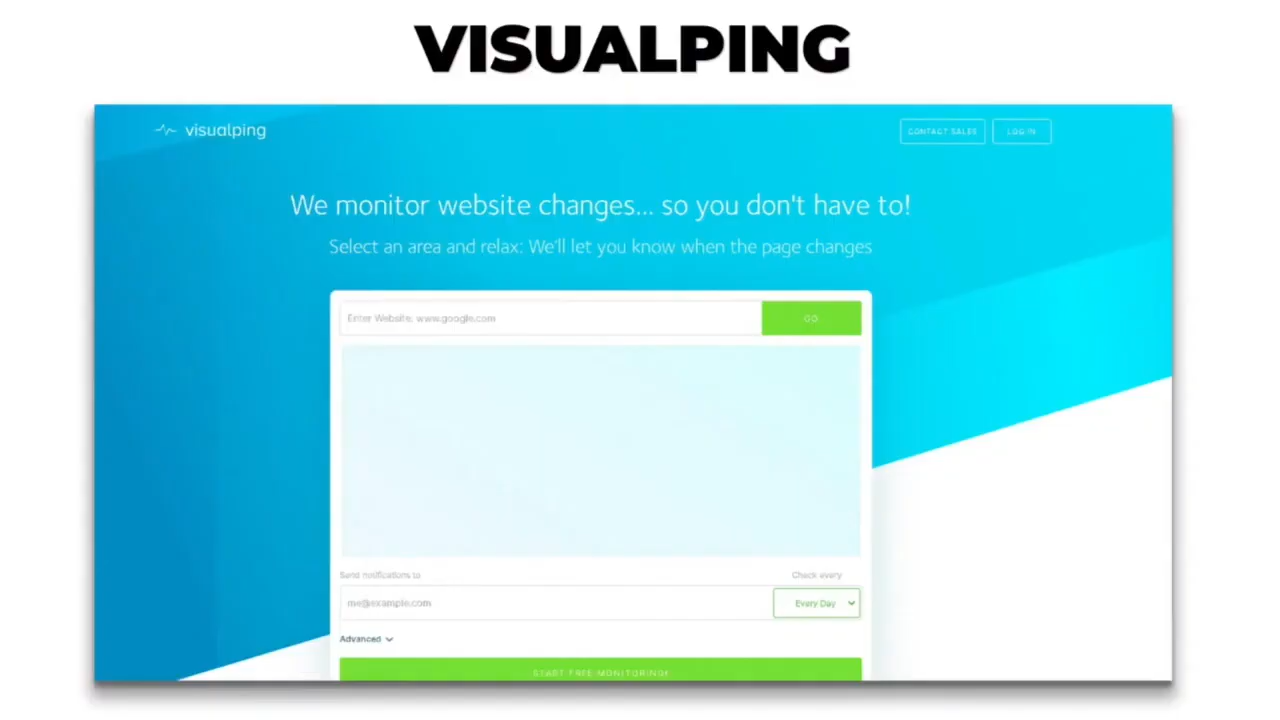 VISUALPING
visualping
CONTACT SALES
LOG IN
We monitor website changes... so you don't have to!
Select an area and relax: We'll let you know when the page changes
Enter Website, www.google.com
GO
Send notifications to
Check every
me@example.com
Every Day
Advanced
START FREE MONITORING!